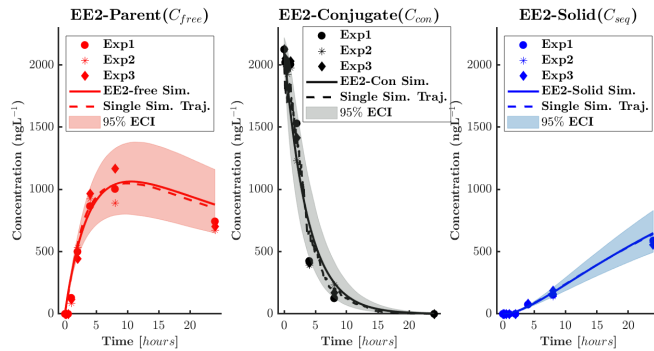 EE2-Parent(C_free)
Concentration (ngL⁻¹)
2000
1500
1000
500
0
0 5 10 15 20
Time [hours]
Exp1
Exp2
Exp3
EE2-free Sim.
Single Sim. Traj.
95% ECI
EE2-Conjugate(C_con)
Concentration (ngL⁻¹)
2000
1500
1000
500
0
0 5 10 15 20
Time [hours]
Exp1
Exp2
Exp3
EE2-Con Sim.
Single Sim. Traj.
95% ECI
EE2-Solid(C_seq)
Concentration (ngL⁻¹)
2000
1500
1000
500
0
0 5 10 15 20
Time [hours]
Exp1
Exp2
Exp3
EE2-Solid Sim.
Single Sim. Traj.
95% ECI